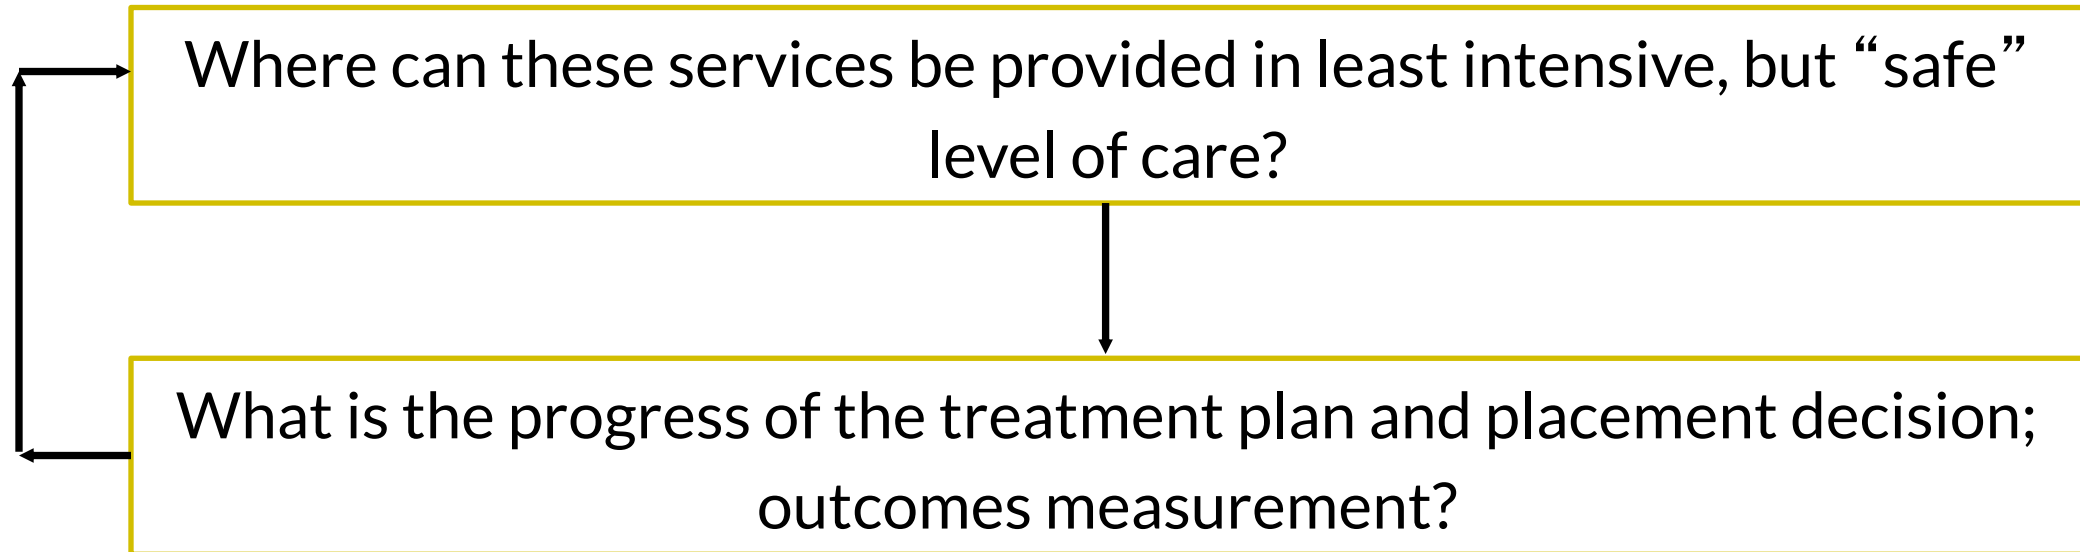 Where can these services be provided in least intensive, but “safe”
level of care?
What is the progress of the treatment plan and placement decision;
outcomes measurement?